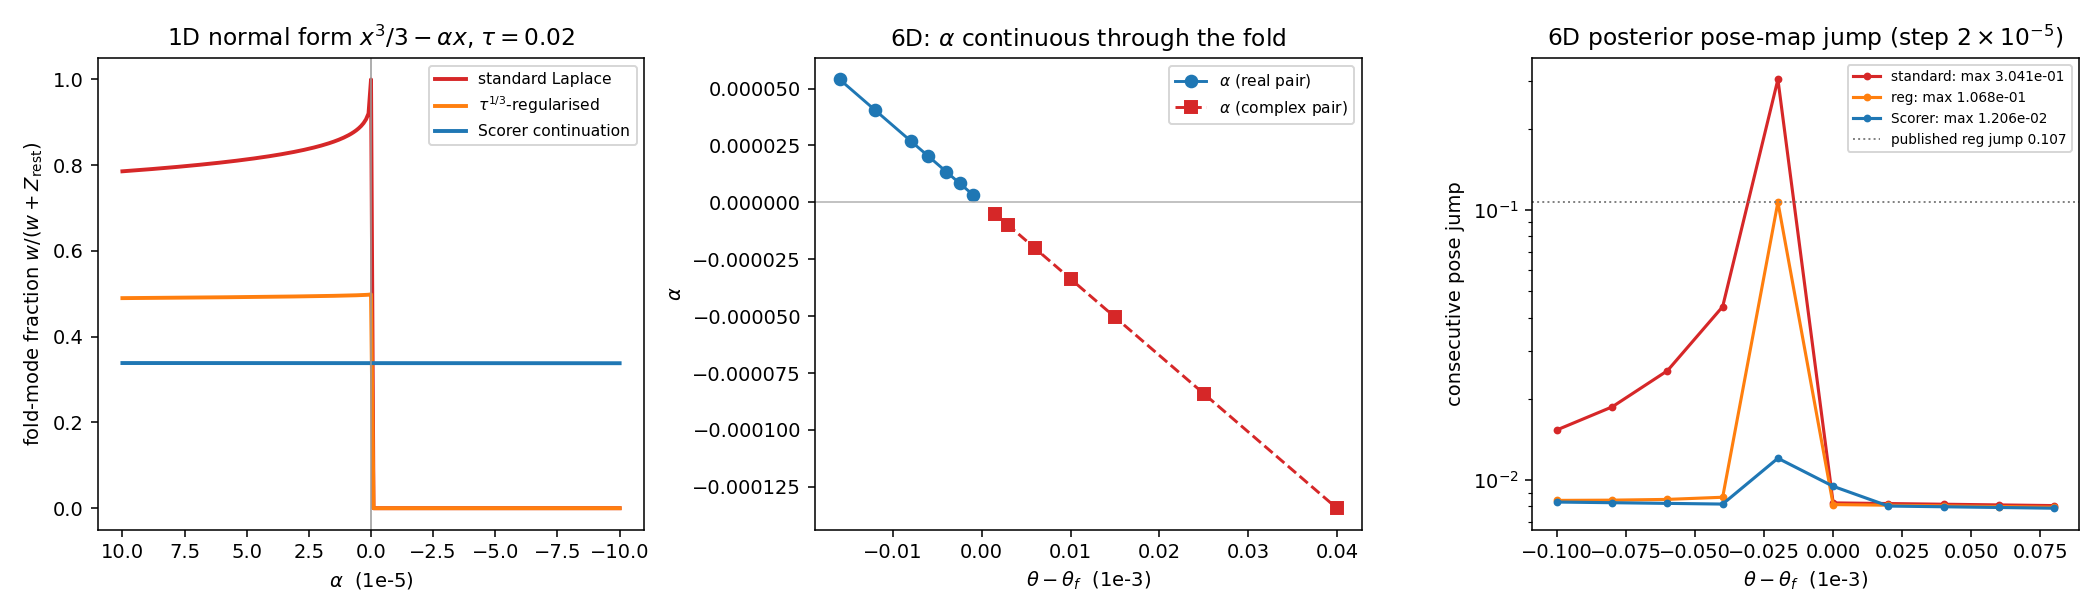 1D normal form x³/3 − αx, τ = 0.02
fold-mode fraction w/(w + Z_rest)
1.0
0.8
0.6
0.4
0.2
0.0
standard Laplace
τ^{1/3}-regularised
Scorer continuation
10.0 7.5 5.0 2.5 0.0 −2.5 −5.0 −7.5 −10.0
α (1e-5)
6D: α continuous through the fold
α
0.000050
0.000025
0.000000
−0.000025
−0.000050
−0.000075
−0.000100
−0.000125
α (real pair)
α (complex pair)
−0.01 0.00 0.01 0.02 0.03 0.04
θ − θ_f (1e-3)
6D posterior pose-map jump (step 2 × 10⁻⁵)
consecutive pose jump
10⁻¹
10⁻²
standard: max 3.041e-01
reg: max 1.068e-01
Scorer: max 1.206e-02
published reg jump 0.107
−0.100 −0.075 −0.050 −0.025 0.000 0.025 0.050 0.075
θ − θ_f (1e-3)